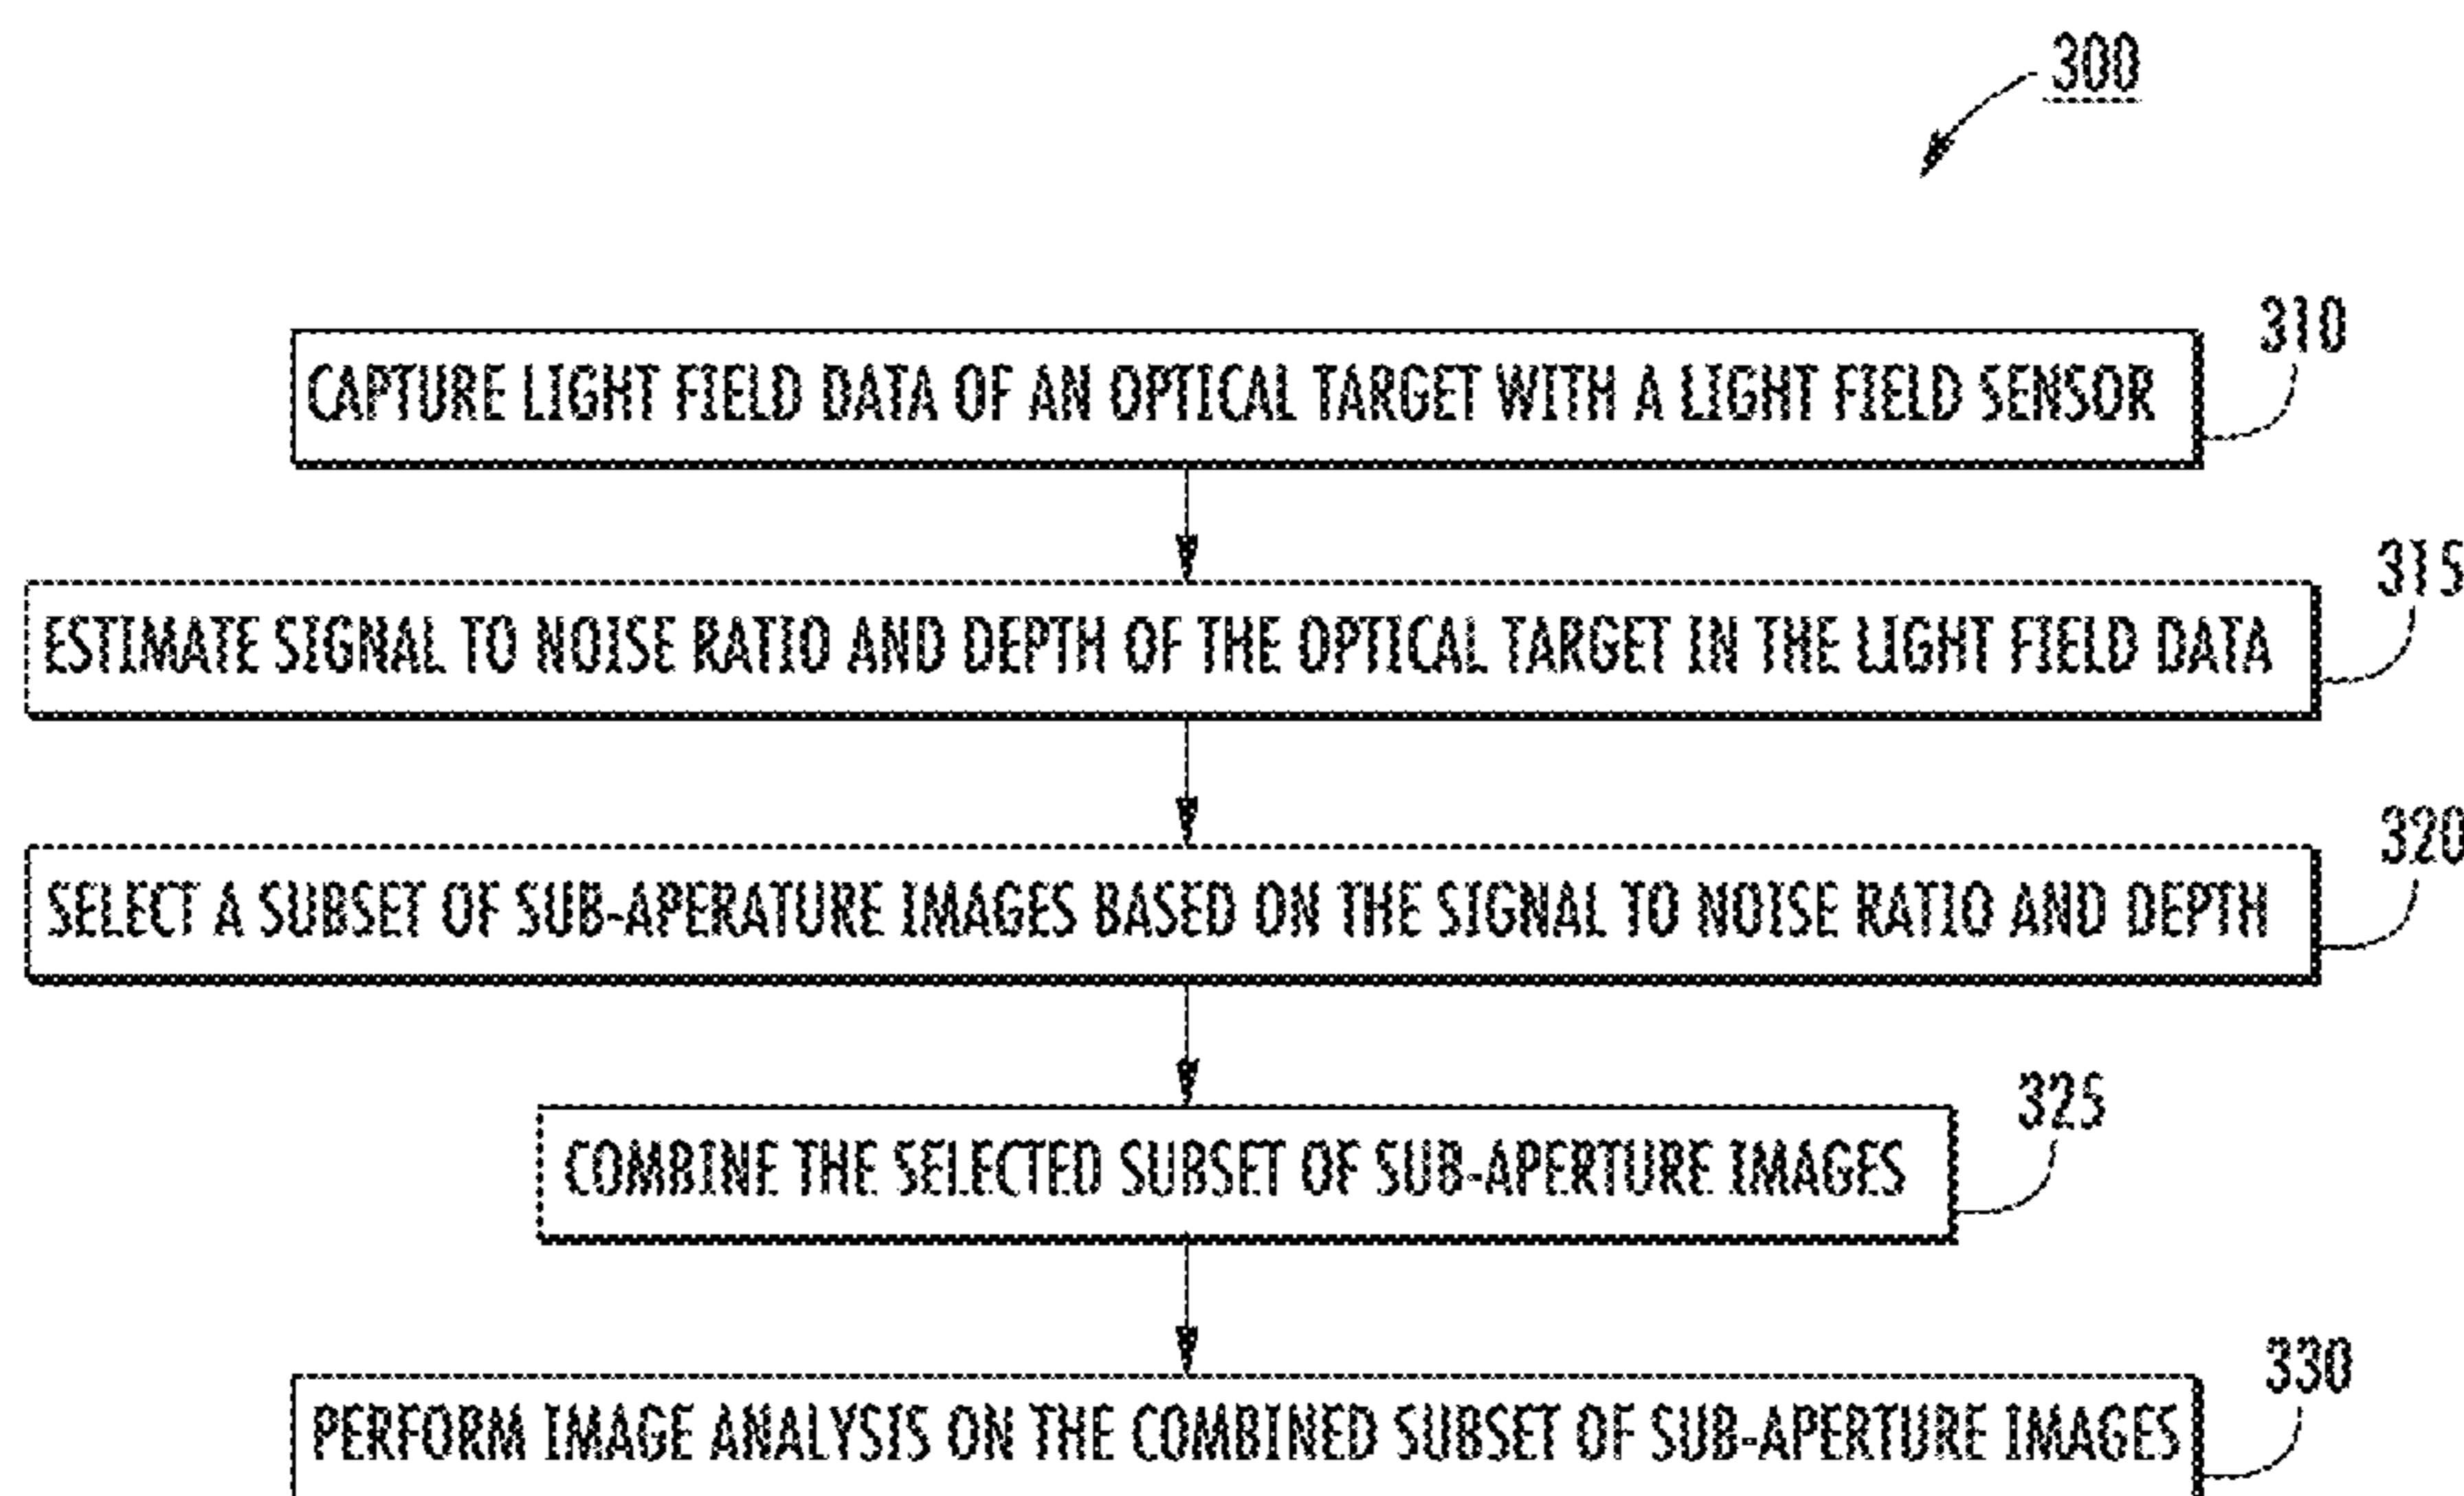 300
310
CAPTURE LIGHT FIELD DATA OF AN OPTICAL TARGET WITH A LIGHT FIELD SENSOR
315
ESTIMATE SIGNAL TO NOISE RATIO AND DEPTH OF THE OPTICAL TARGET IN THE LIGHT FIELD DATA
320
SELECT A SUBSET OF SUB-APERATURE IMAGES BASED ON THE SIGNAL TO NOISE RATIO AND DEPTH
325
COMBINE THE SELECTED SUBSET OF SUB-APERTURE IMAGES
330
PERFORM IMAGE ANALYSIS ON THE COMBINED SUBSET OF SUB-APERTURE IMAGES